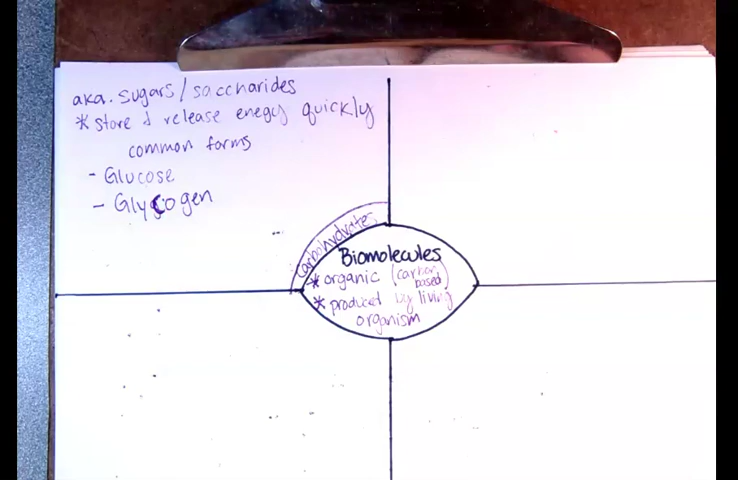 aka. sugars/saccharides
* store & release enegy quickly
common forms
- Glucose
- Glycogen
Carbohydrates
Biomolecules
* organic (carbon based)
* produced by living
organism